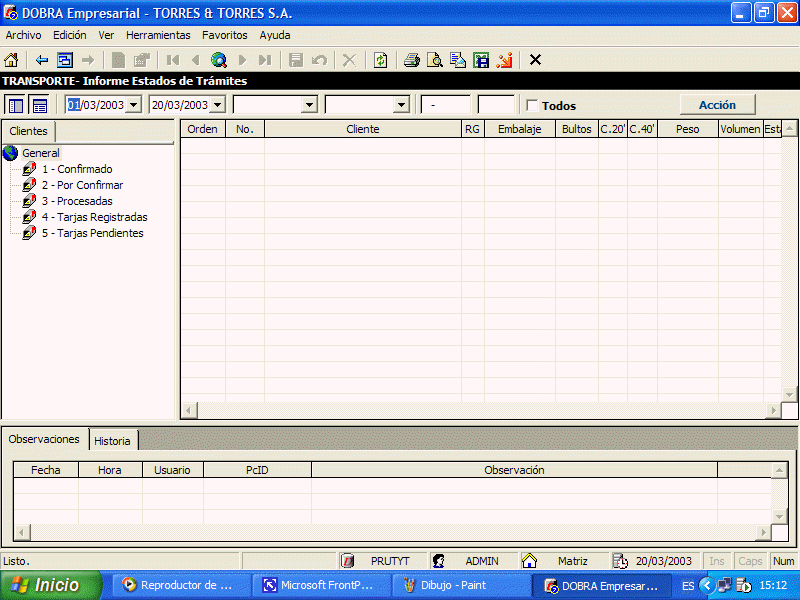 DOBRA Empresarial - TORRES & TORRES S.A.
Archivo Edición Ver Herramientas Favoritos Ayuda
TRANSPORTE- Informe Estados de Trámites
01/03/2003 20/03/2003 - Todos Acción
Clientes
Orden No. Cliente RG Embalaje Bultos C.20' C.40' Peso Volumen Est
General
1 - Confirmado
2 - Por Confirmar
3 - Procesadas
4 - Tarjas Registradas
5 - Tarjas Pendientes
Observaciones Historia
Fecha Hora Usuario PcID Observación
Listo. PRUTYT ADMIN Matriz 20/03/2003 Ins Caps Num
Inicio Reproductor de ... Microsoft FrontP... Dibujo - Paint DOBRA Empresar... ES 15:12